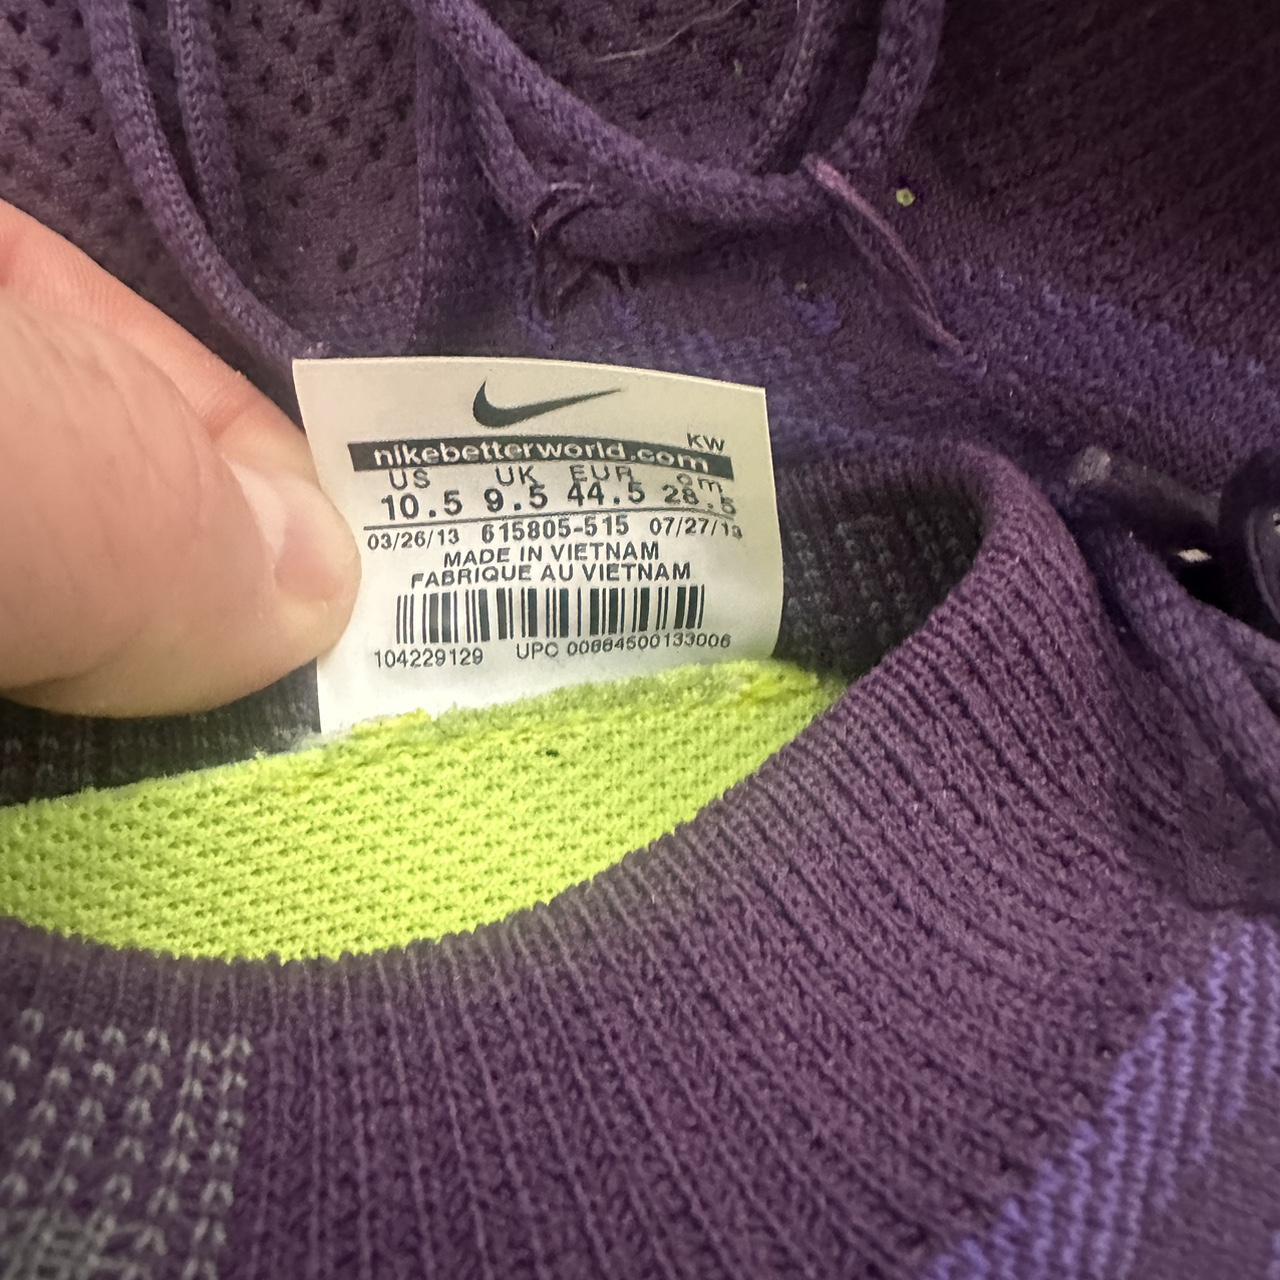 KW
nikebetterworld.com
US UK EUR cm
10.5 9.5 44.5 28.5
03/26/13 615805-515 07/27/13
MADE IN VIETNAM
FABRIQUE AU VIETNAM
104229129 UPC 00884500133006